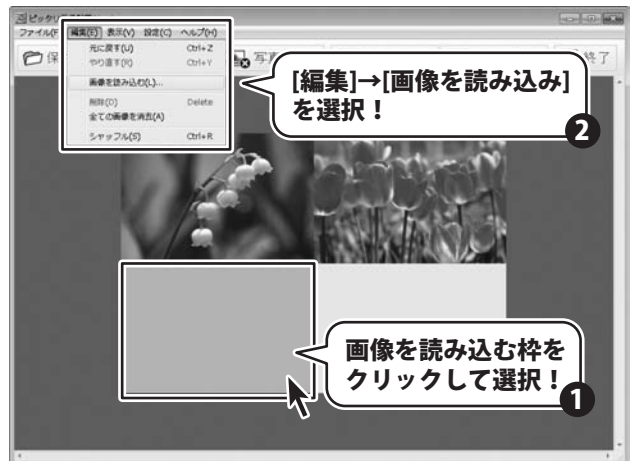 ピッタリ
ファイル(F 編集(E) 表示(V) 設定(C) ヘルプ(H)
元に戻す(U) Ctrl+Z
やり直す(R) Ctrl+Y
画像を読み込む(L)...
削除(D) Delete
全ての画像を消去(A)
シャッフル(S) Ctrl+R
保
写真
終了
[編集]→[画像を読み込み]
を選択！
2
画像を読み込む枠を
クリックして選択！
1